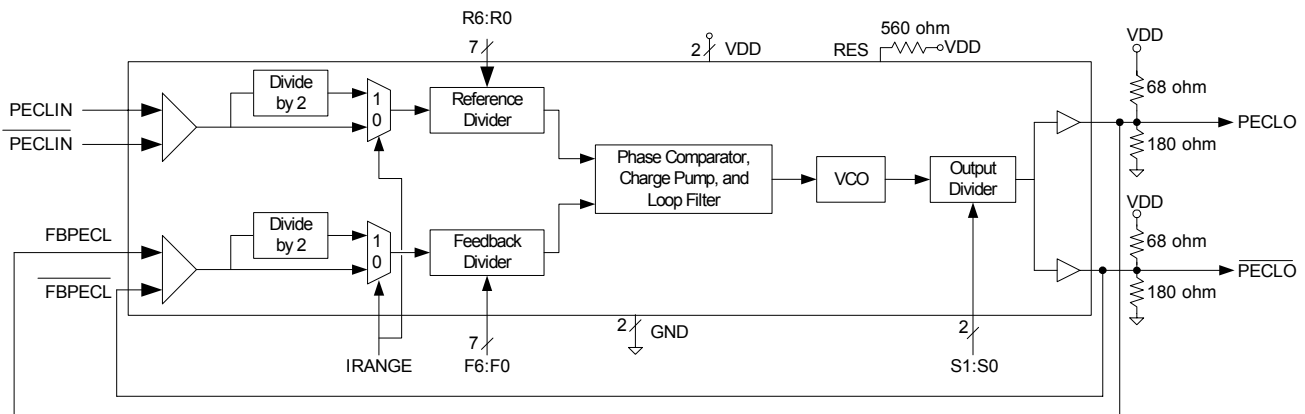 R6:R0
7
2
VDD
RES
560 ohm
VDD
VDD
68 ohm
PECLO
180 ohm
PECLIN
PECLIN
Divide
by 2
1
0
Reference
Divider
Phase Comparator,
Charge Pump, and
Loop Filter
VCO
Output
Divider
FBPECL
FBPECL
Divide
by 2
1
0
Feedback
Divider
VDD
68 ohm
PECLO
180 ohm
2
GND
7
2
IRANGE
F6:F0
S1:S0